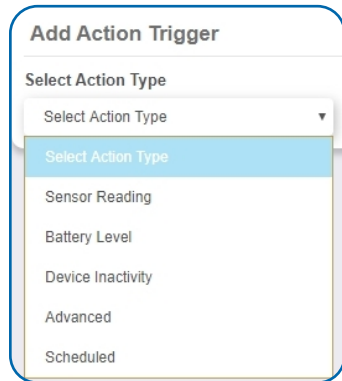 Add Action Trigger
Select Action Type
Select Action Type
Select Action Type
Sensor Reading
Battery Level
Device Inactivity
Advanced
Scheduled